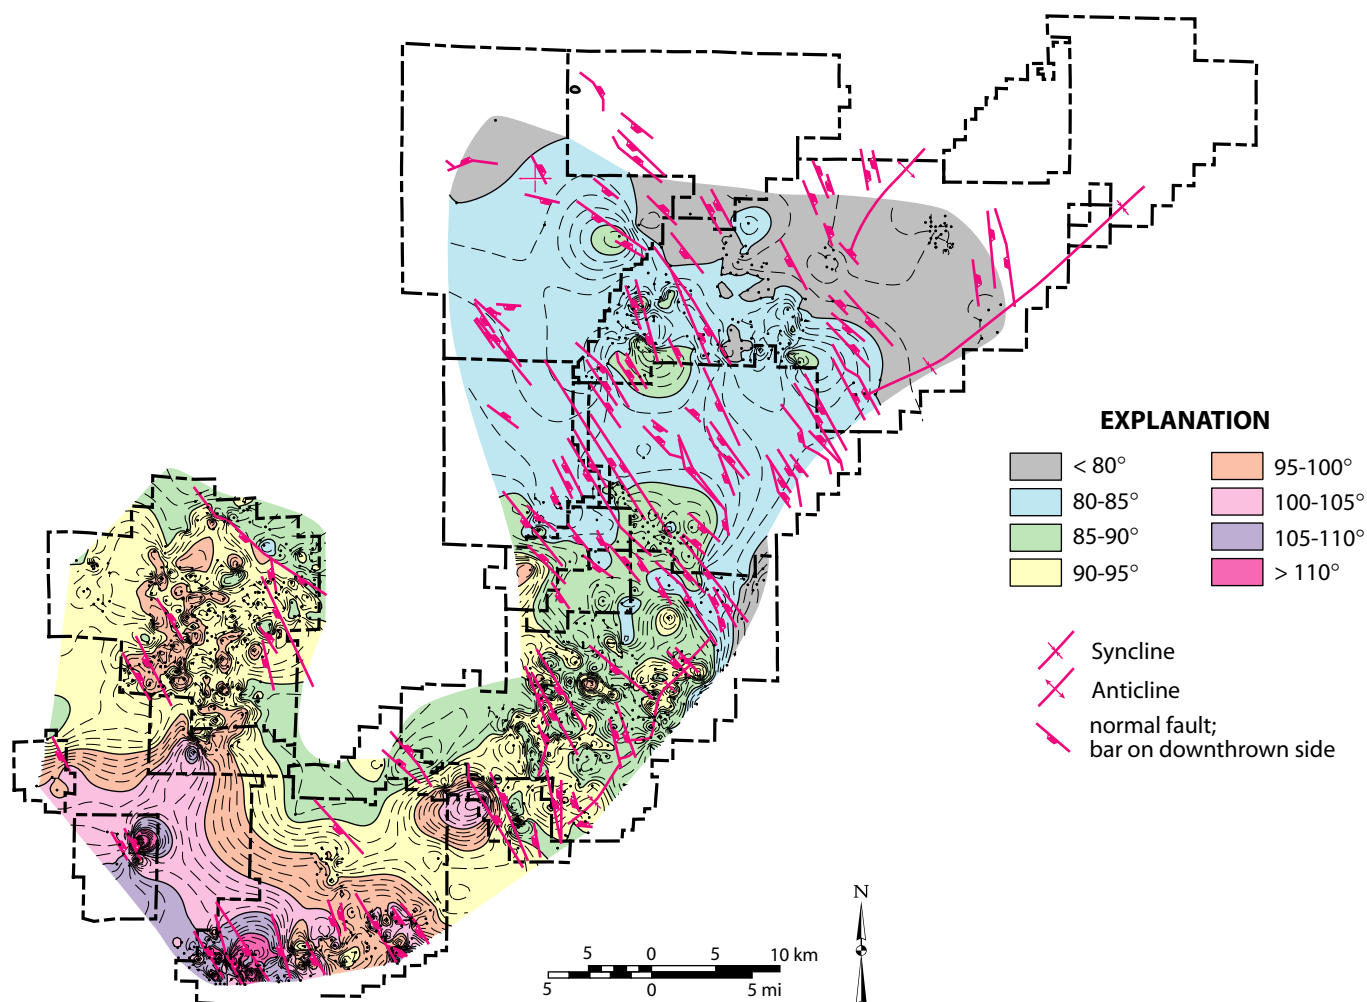 EXPLANATION
< 80°
80-85°
85-90°
90-95°
95-100°
100-105°
105-110°
> 110°
Syncline
Anticline
normal fault;
bar on downthrown side
N
5 0 5 10 km
5 0 5 mi